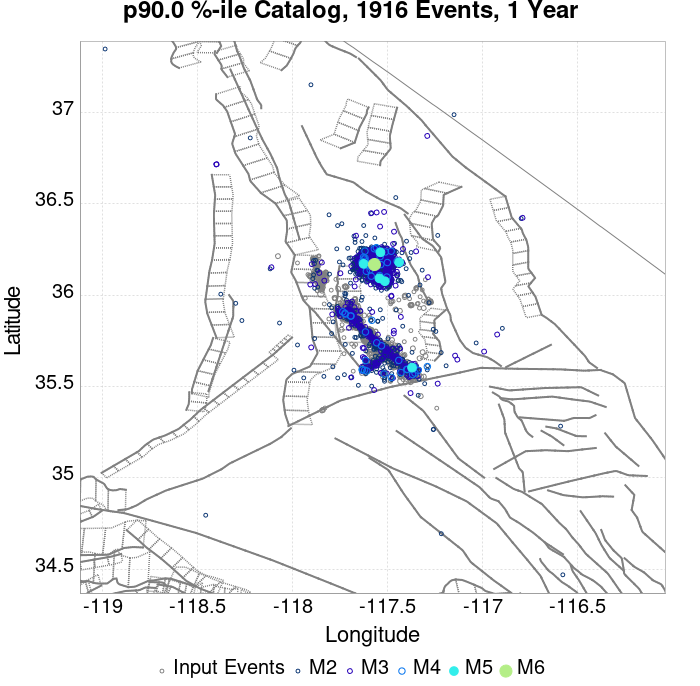 p90.0 %-ile Catalog, 1916 Events, 1 Year
37
36.5
36
35.5
35
34.5
Latitude
-119 -118.5 -118 -117.5 -117 -116.5
Longitude
Input Events M2 M3 M4 M5 M6